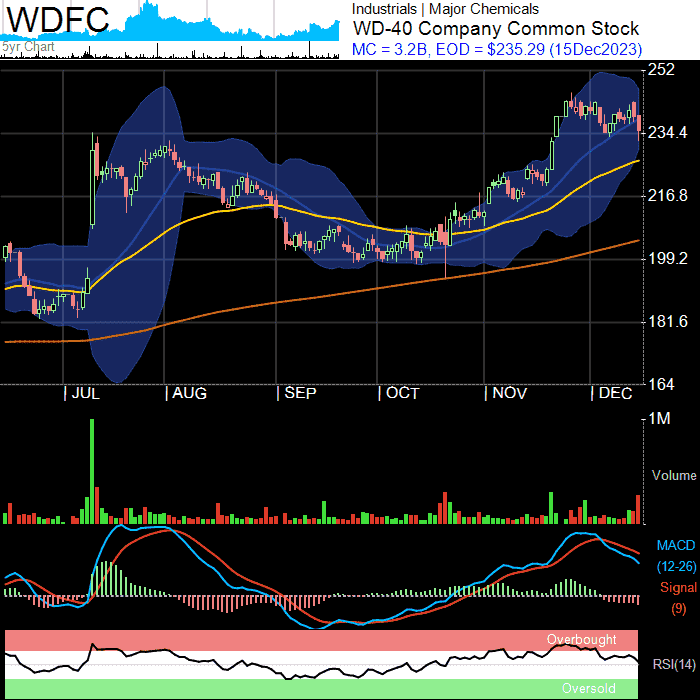 WDFC
5yr Chart
Industrials | Major Chemicals
WD-40 Company Common Stock
MC = 3.2B, EOD = $235.29 (15Dec2023)
252
234.4
216.8
199.2
181.6
164
JUL AUG SEP OCT NOV DEC
1M
Volume
MACD
(12-26)
Signal
(9)
Overbought
RSI(14)
Oversold